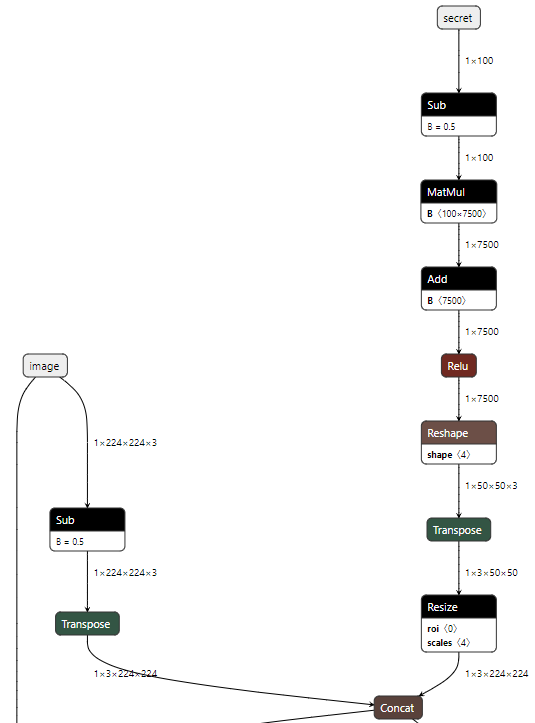 secret
1×100
Sub
B = 0.5
1×100
MatMul
B ⟨100×7500⟩
1×7500
Add
B ⟨7500⟩
1×7500
Relu
1×7500
Reshape
shape ⟨4⟩
1×50×50×3
Transpose
1×3×50×50
Resize
roi ⟨0⟩
scales ⟨4⟩
1×3×224×224
image
1×224×224×3
Sub
B = 0.5
1×224×224×3
Transpose
1×3×224×224
Concat